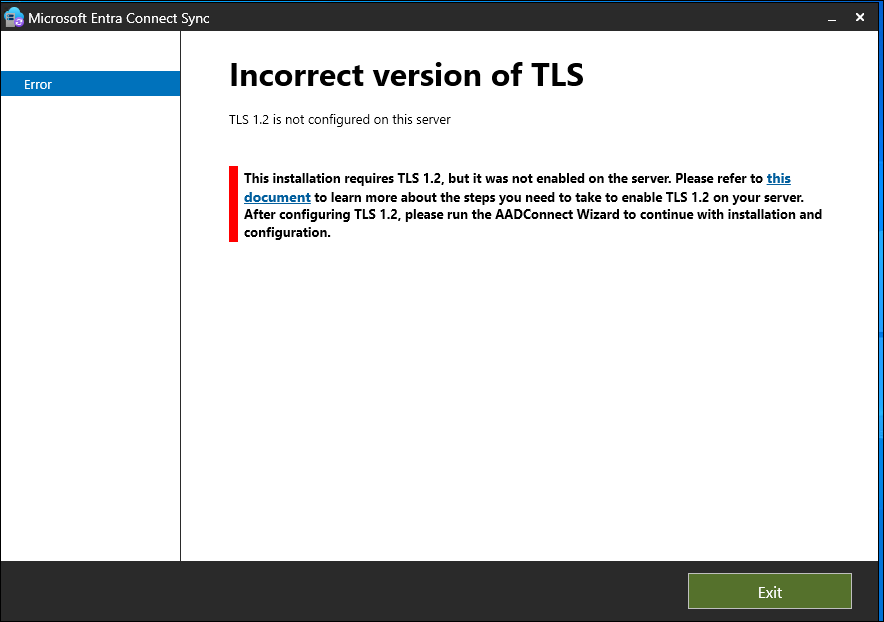 Microsoft Entra Connect Sync
Error
Incorrect version of TLS
TLS 1.2 is not configured on this server
This installation requires TLS 1.2, but it was not enabled on the server. Please refer to this
document to learn more about the steps you need to take to enable TLS 1.2 on your server.
After configuring TLS 1.2, please run the AADConnect Wizard to continue with installation and
configuration.
Exit